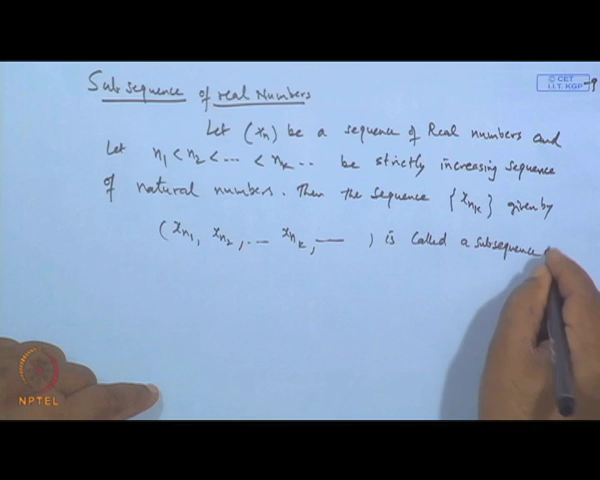 Subsequence of real Numbers
© CET
I.I.T. KGP
Let (xn) be a sequence of Real numbers and
Let n1 < n2 < ... < nk .. be strictly increasing sequence
of natural numbers. Then the sequence {xnk} given by
(xn1, xn2, ... xnk, — ) is called a subsequence
NPTEL